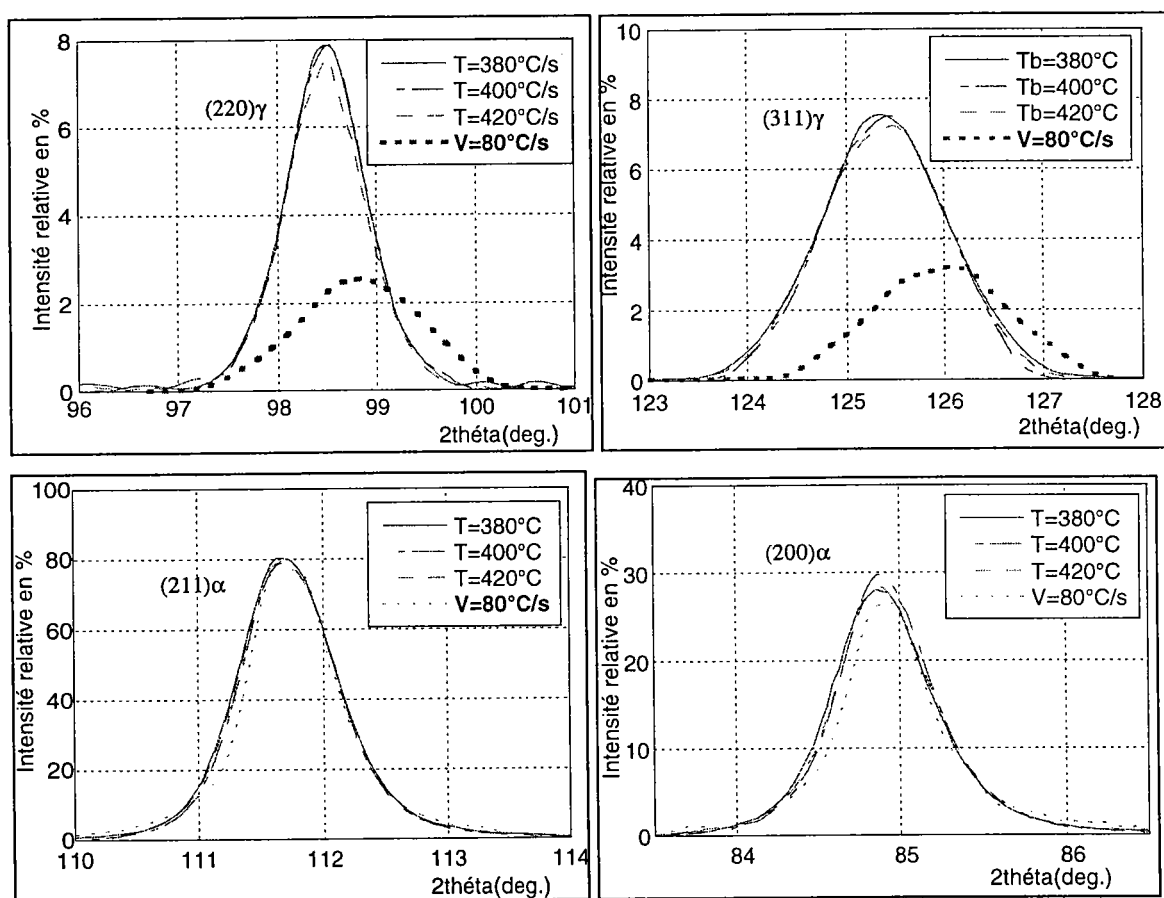 Intensité relative en %
8
6
4
2
0
(220)γ
T=380°C/s
T=400°C/s
T=420°C/s
V=80°C/s
96 97 98 99 100 101
2théta(deg.)
Intensité relative en %
10
8
6
4
2
0
(311)γ
Tb=380°C
Tb=400°C
Tb=420°C
V=80°C/s
123 124 125 126 127 128
2théta(deg.)
Intensité relative en %
100
80
60
40
20
0
(211)α
T=380°C
T=400°C
T=420°C
V=80°C/s
110 111 112 113 114
2théta(deg.)
Intensité relative en %
40
30
20
10
0
(200)α
T=380°C
T=400°C
T=420°C
V=80°C/s
84 85 86
2théta(deg.)